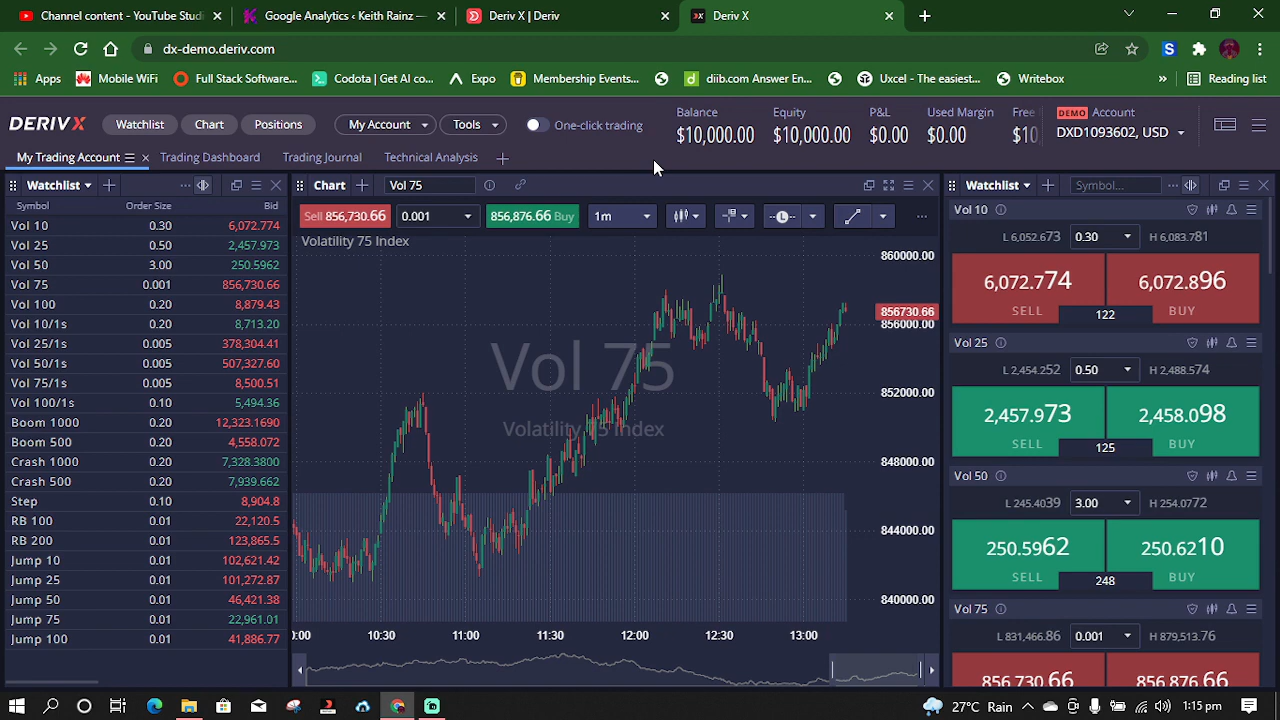 YouTube Studio
Google Analytics – Keith Rainz —
Deriv X | Deriv
Deriv X
dx-demo.deriv.com
Apps
Mobile WiFi
Full Stack Software...
Codota | Get AI co...
Expo
Membership Events...
diib.com Answer En...
Uxcel - The easiest...
Writebox
»
Reading list
DERIV X
Watchlist
Chart
Positions
My Account
Tools
One-click trading
Balance
$10,000.00
Equity
$10,000.00
P&L
$0.00
Used Margin
$0.00
Free
$10
DEMO Account
DXD1093602, USD
My Trading Account
Trading Dashboard
Trading Journal
Technical Analysis
Watchlist
Symbol Order Size Bid
Vol 10 0.30 6,072.774
Vol 25 0.50 2,457.973
Vol 50 3.00 250.5962
Vol 75 0.001 856,730.66
Vol 100 0.20 8,879.43
Vol 10/1s 0.20 8,713.20
Vol 25/1s 0.005 378,304.41
Vol 50/1s 0.005 507,327.60
Vol 75/1s 0.005 8,500.51
Vol 100/1s 0.10 5,494.36
Boom 1000 0.20 12,323.1690
Boom 500 0.20 4,558.072
Crash 1000 0.20 7,328.3800
Crash 500 0.20 7,939.662
Step 0.10 8,904.8
RB 100 0.01 22,120.5
RB 200 0.01 123,865.5
Jump 10 0.01 102,621.42
Jump 25 0.01 101,272.87
Jump 50 0.01 46,421.38
Jump 75 0.01 22,961.01
Jump 100 0.01 41,886.77
Chart
Vol 75
Sell 856,730.66
0.001
856,876.66 Buy
1m
Volatility 75 Index
Vol 75
Volatility 75 Index
860000.00
856730.66
856000.00
852000.00
848000.00
844000.00
840000.00
0:00 10:30 11:00 11:30 12:00 12:30 13:00
Watchlist
Symbol...
Vol 10
L 6,052.673 0.30 H 6,083.781
6,072.774 6,072.896
SELL 122 BUY
Vol 25
L 2,454.252 0.50 H 2,488.574
2,457.973 2,458.098
SELL 125 BUY
Vol 50
L 245.4039 3.00 H 254.0772
250.5962 250.6210
SELL 248 BUY
Vol 75
L 831,466.86 0.001 H 879,513.76
856,730.66 856,876.66
27°C Rain
1:15 pm